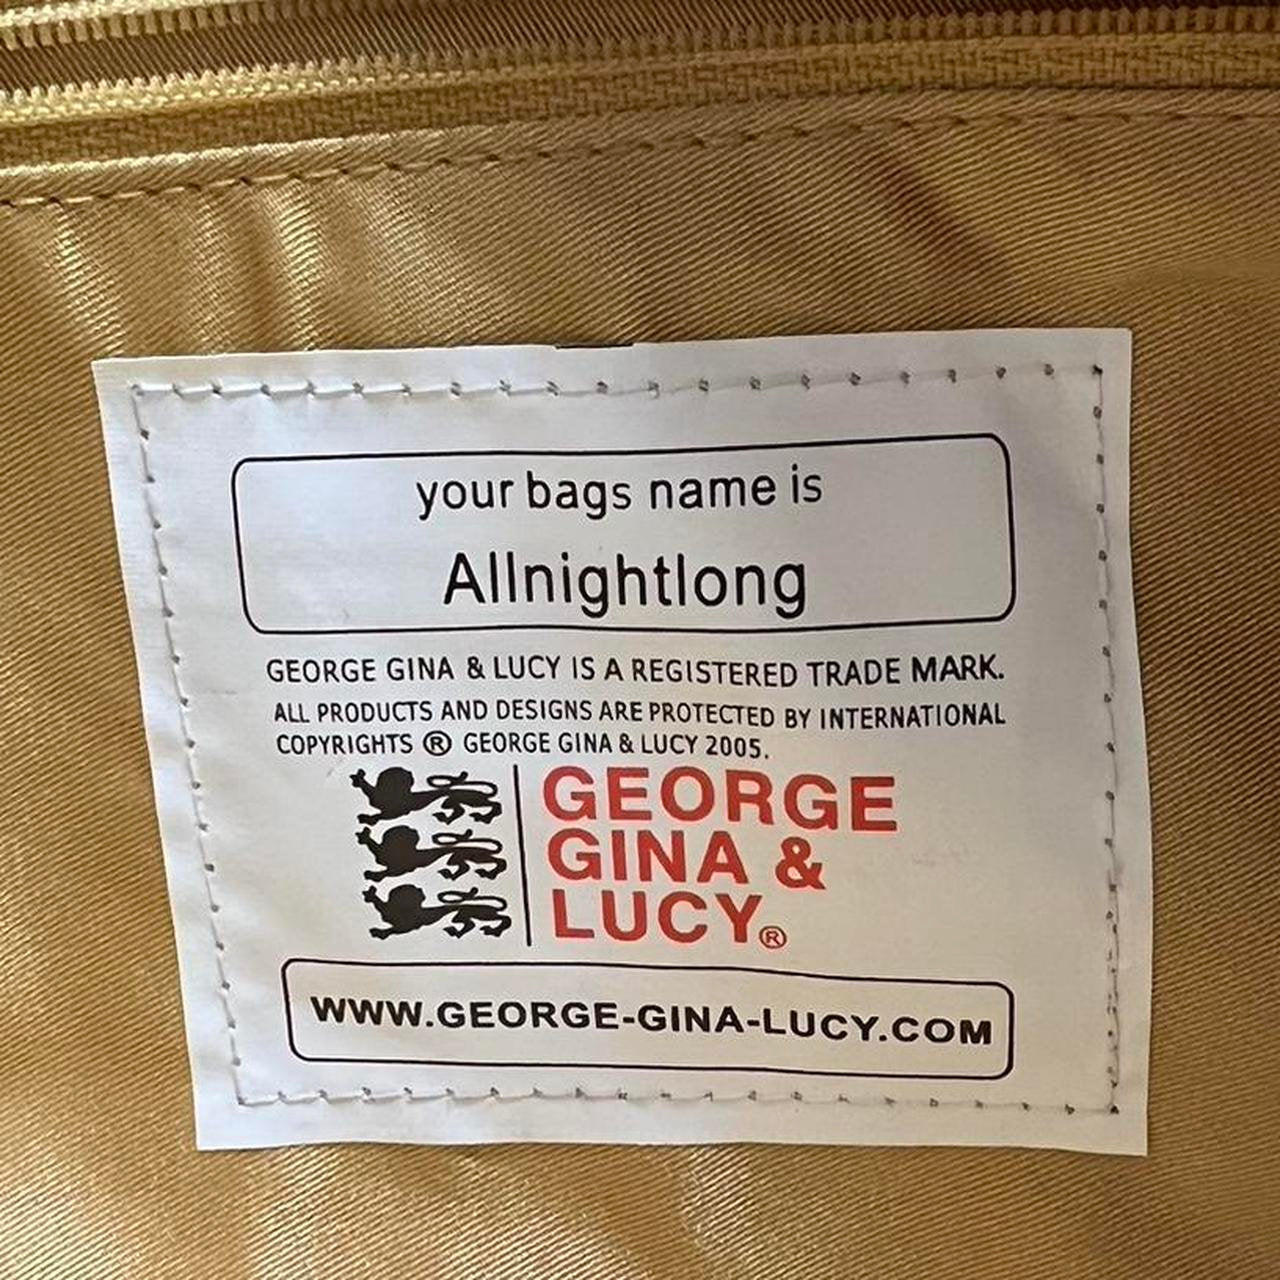 your bags name is
Allnightlong
GEORGE GINA & LUCY IS A REGISTERED TRADE MARK.
ALL PRODUCTS AND DESIGNS ARE PROTECTED BY INTERNATIONAL
COPYRIGHTS ® GEORGE GINA & LUCY 2005.
GEORGE
GINA &
LUCY®
WWW.GEORGE-GINA-LUCY.COM